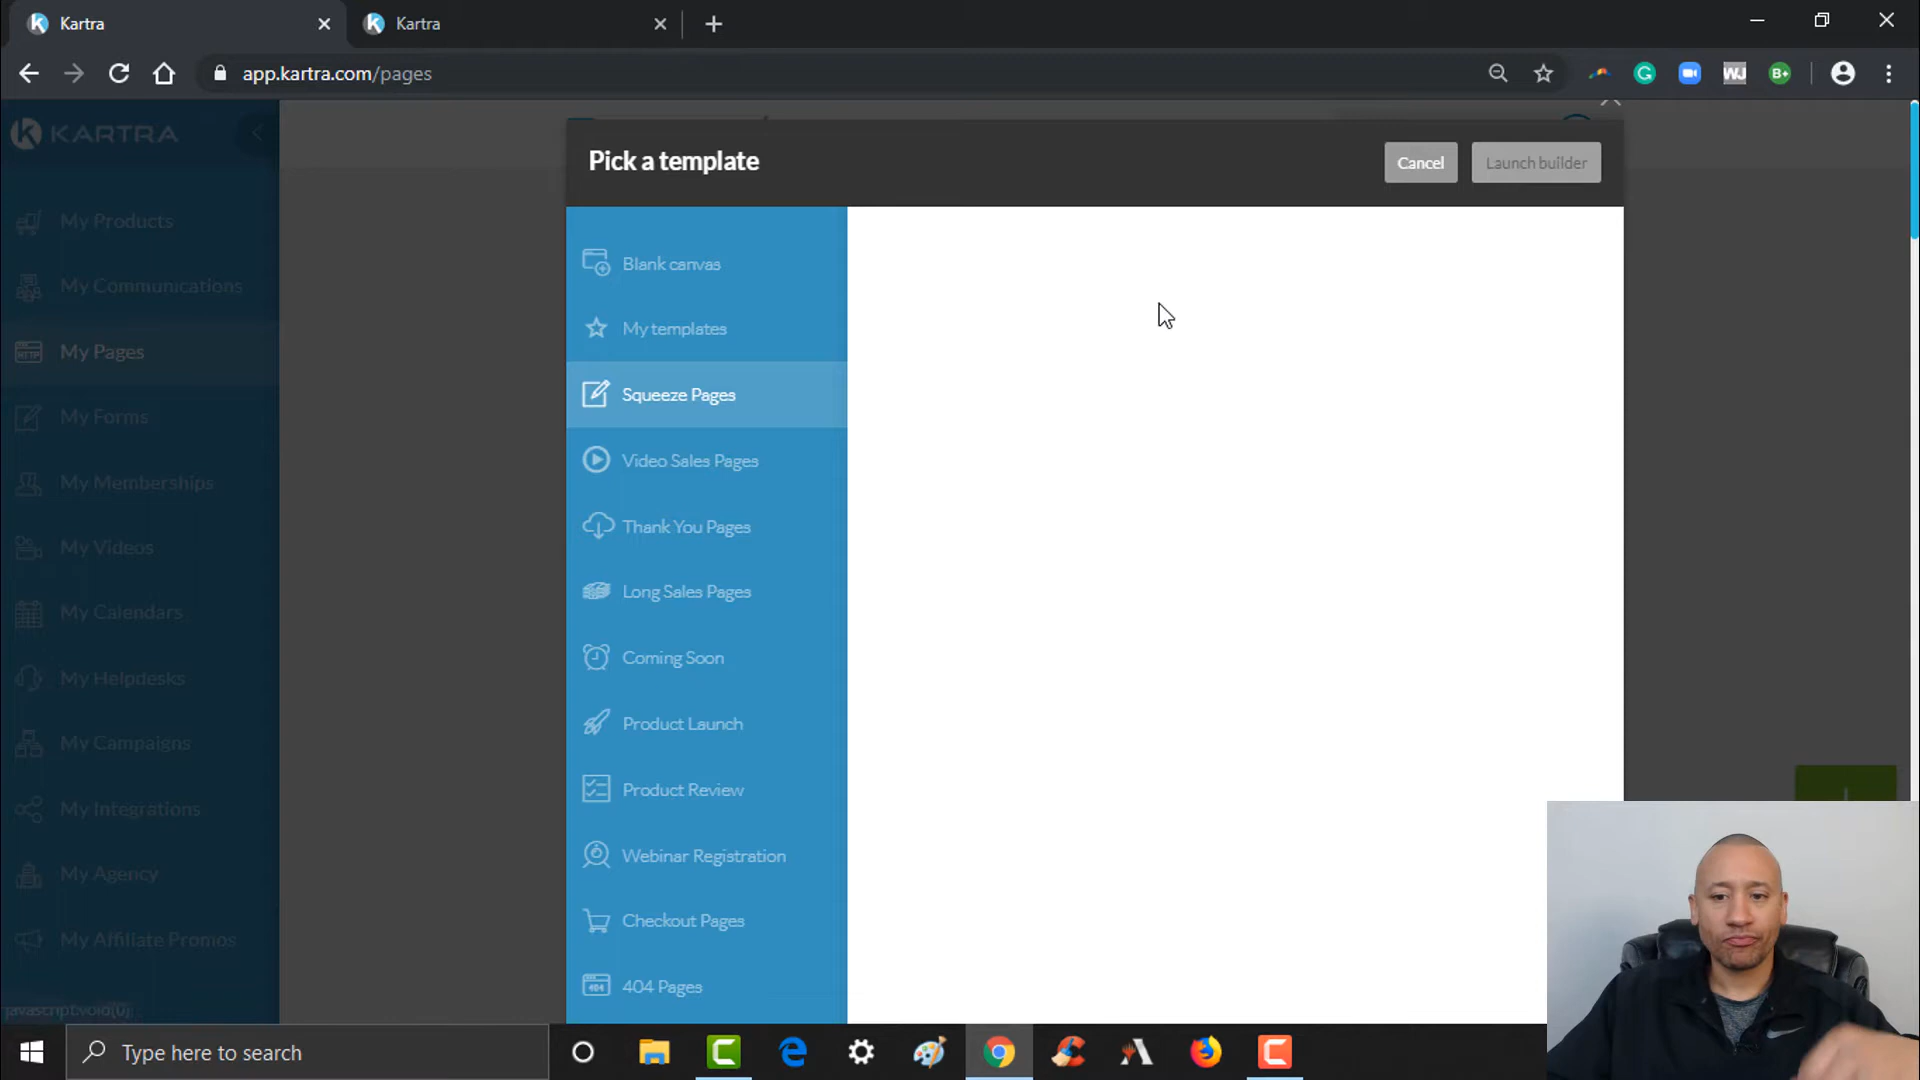 Kartra
Kartra
app.kartra.com/pages
KARTRA
My Products
My Communications
My Pages
My Forms
My Memberships
My Videos
My Calendars
My Helpdesks
My Campaigns
My Integrations
My Agency
My Affiliate Promos
javascript:void(0)
Pick a template
Cancel
Launch builder
Blank canvas
My templates
Squeeze Pages
Video Sales Pages
Thank You Pages
Long Sales Pages
Coming Soon
Product Launch
Product Review
Webinar Registration
Checkout Pages
404 Pages
Type here to search